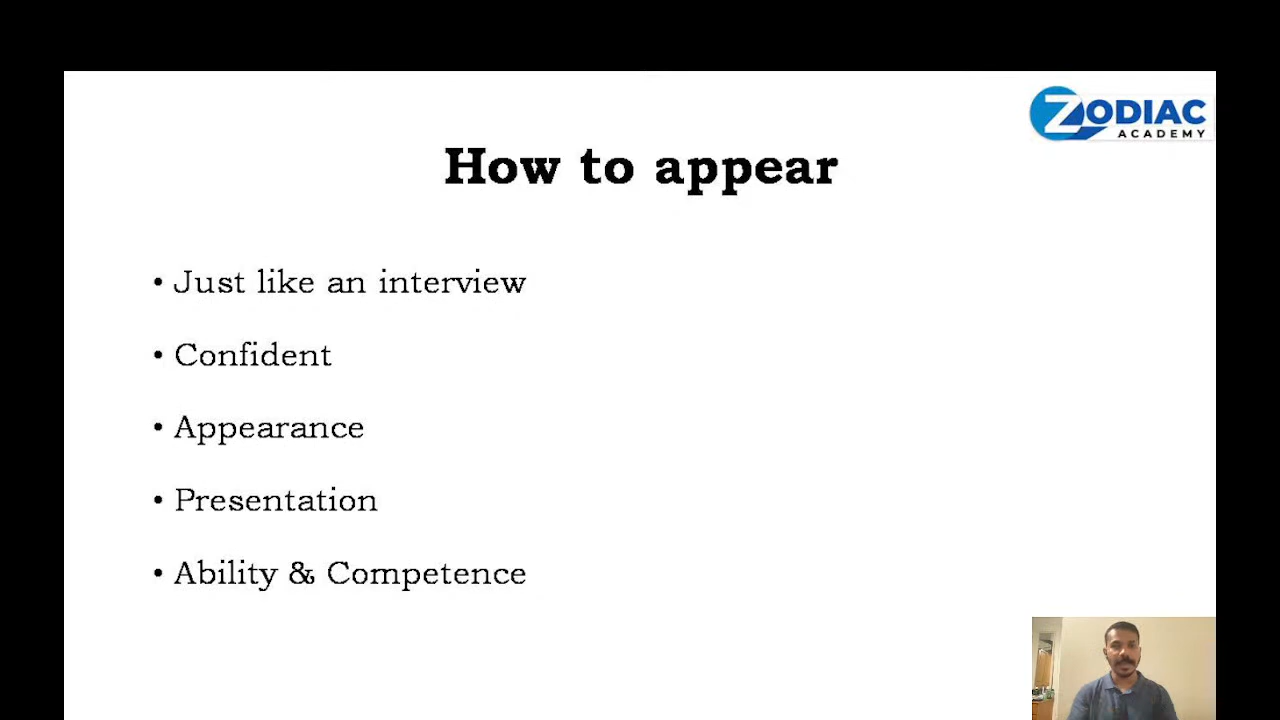 ZODIAC
ACADEMY
How to appear
• Just like an interview
• Confident
• Appearance
• Presentation
• Ability & Competence